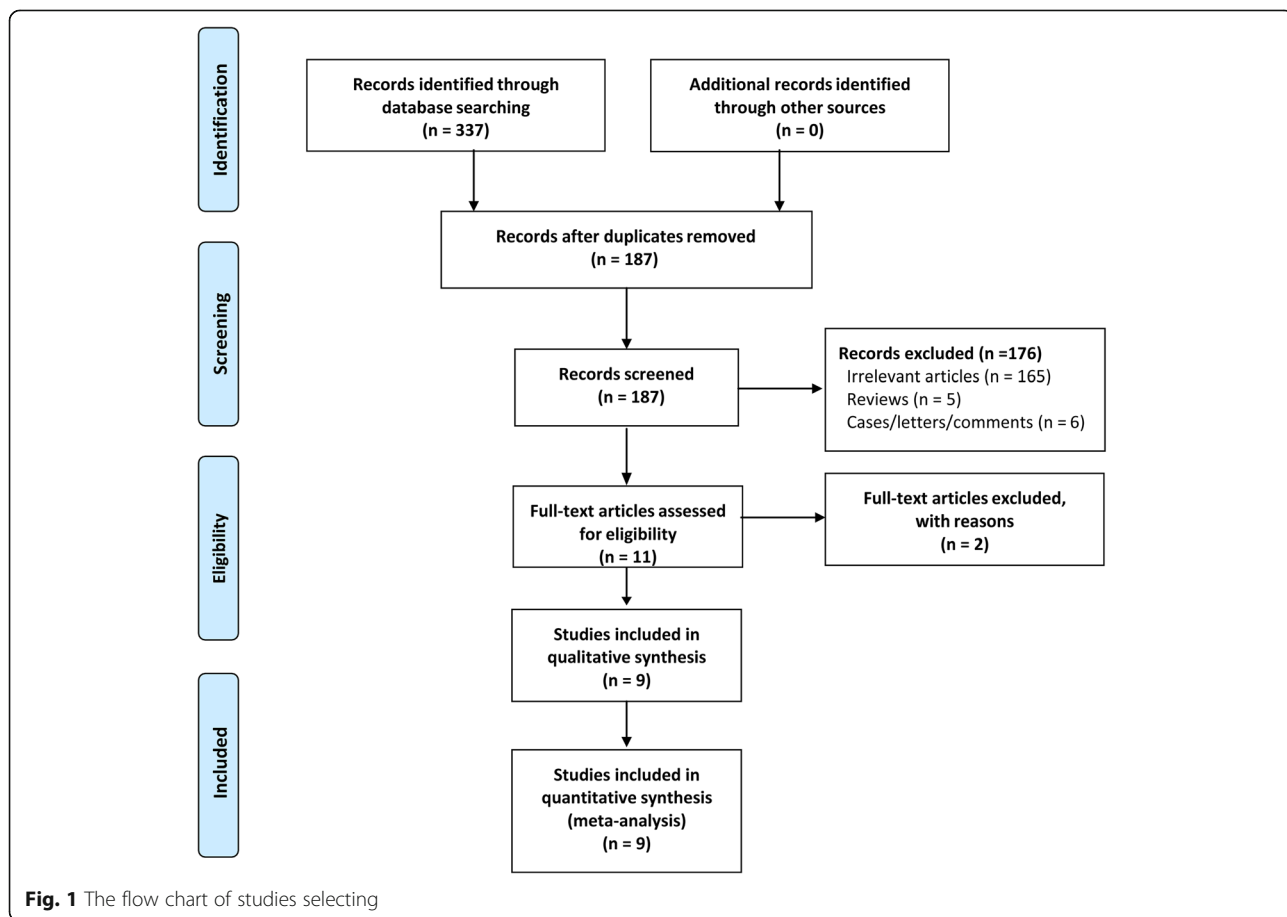 Identification
Records identified through
database searching
(n = 337)
Additional records identified
through other sources
(n = 0)
Records after duplicates removed
(n = 187)
Screening
Records screened
(n = 187)
Records excluded (n =176)
Irrelevant articles (n = 165)
Reviews (n = 5)
Cases/letters/comments (n = 6)
Eligibility
Full-text articles assessed
for eligibility
(n = 11)
Full-text articles excluded,
with reasons
(n = 2)
Studies included in
qualitative synthesis
(n = 9)
Included
Studies included in
quantitative synthesis
(meta-analysis)
(n = 9)
Fig. 1 The flow chart of studies selecting